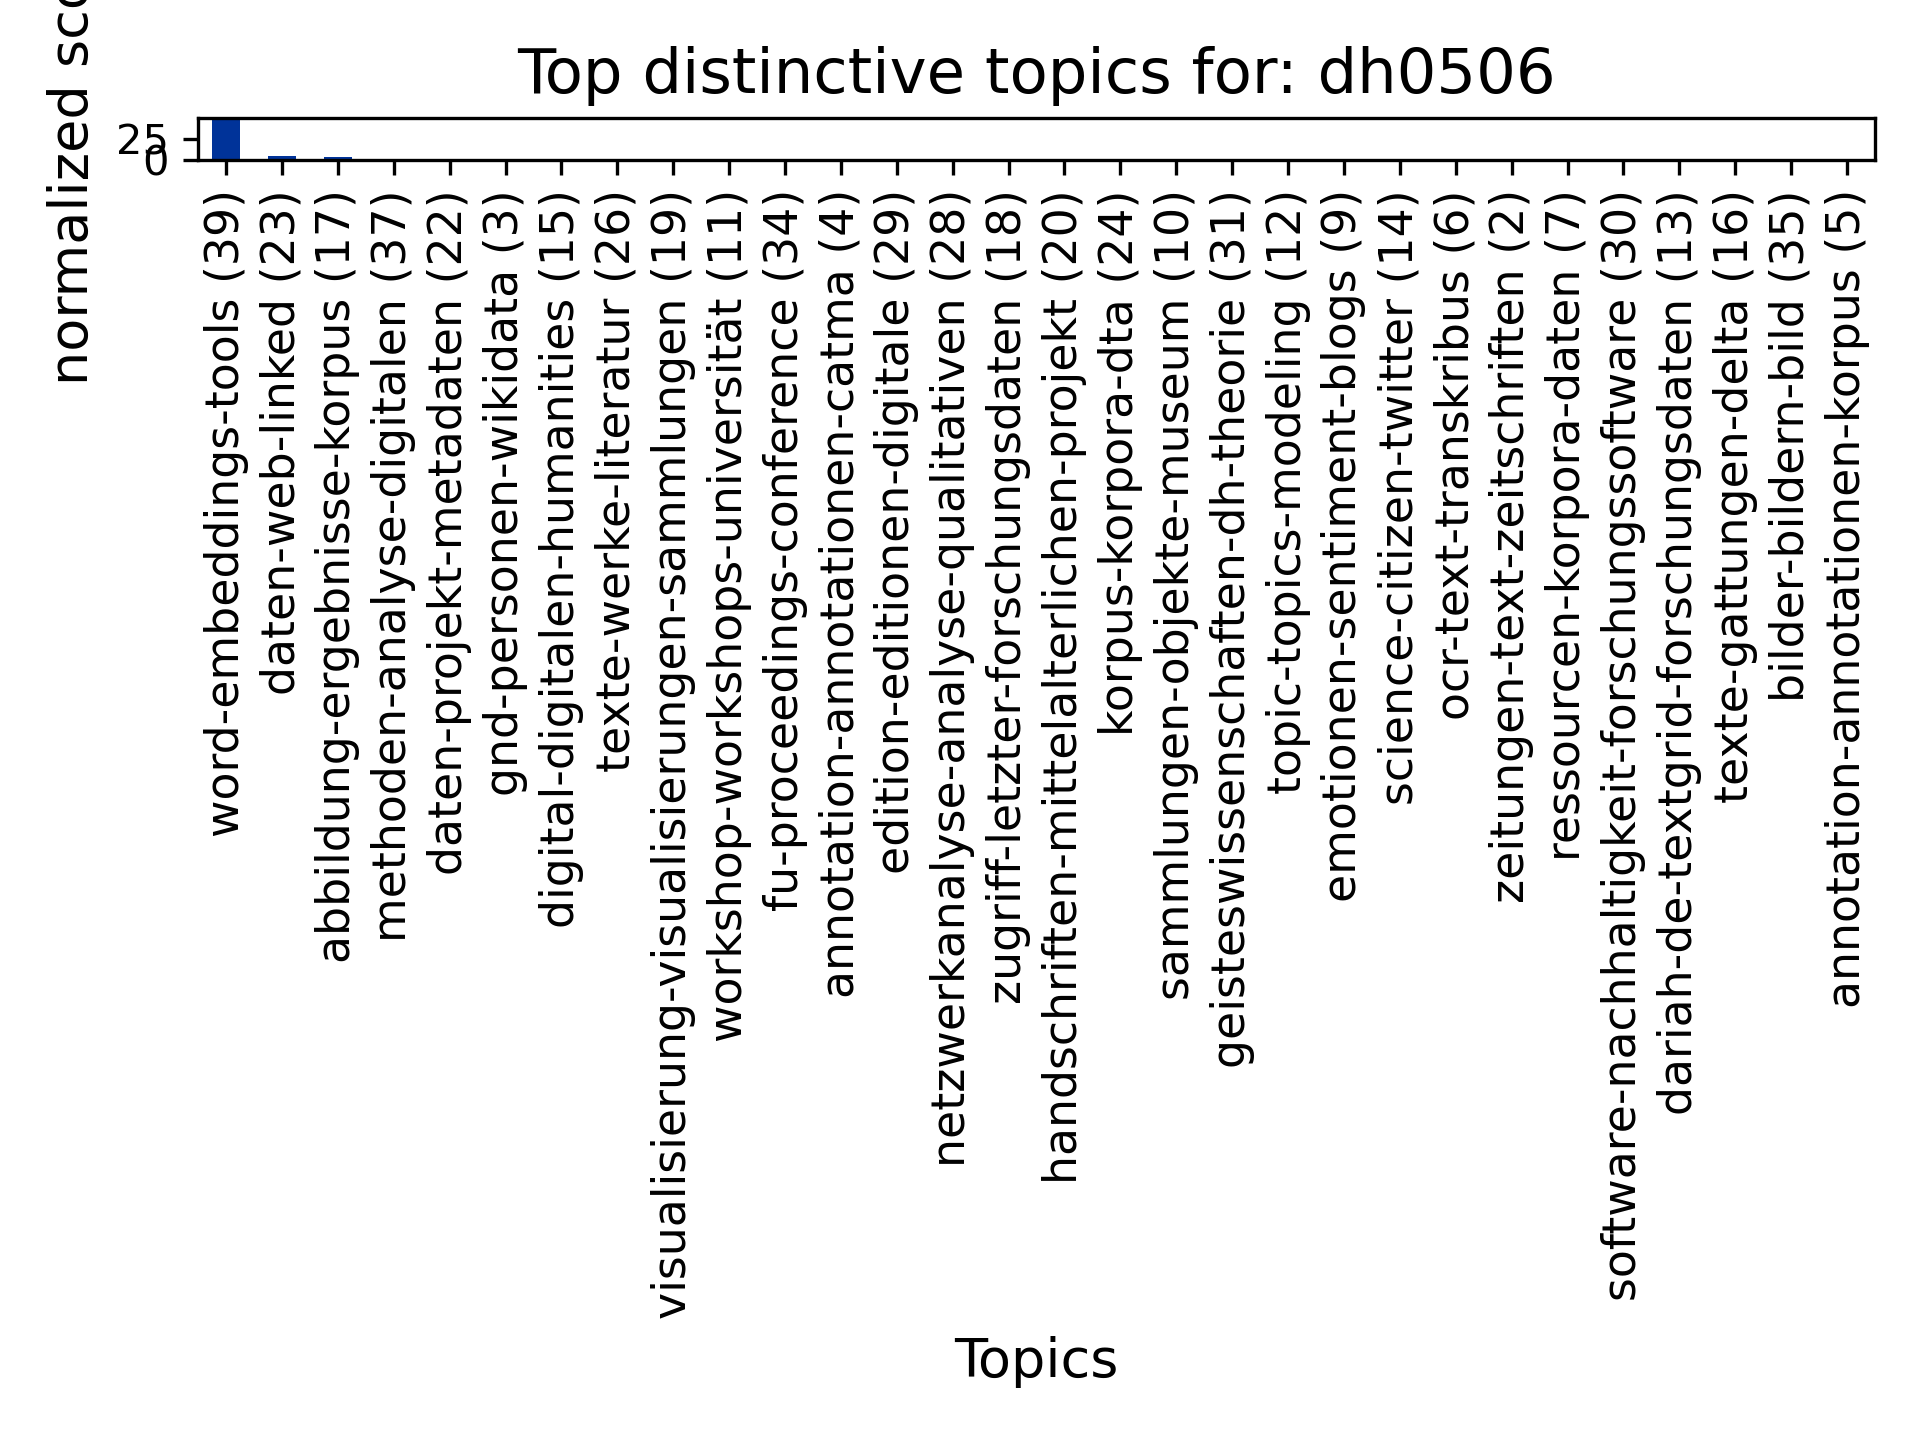 Top distinctive topics for: dh0506
normalized sco
25
0
word-embeddings-tools (39)
daten-web-linked (23)
abbildung-ergebnisse-korpus (17)
methoden-analyse-digitalen (37)
daten-projekt-metadaten (22)
gnd-personen-wikidata (3)
digital-digitalen-humanities (15)
texte-werke-literatur (26)
visualisierung-visualisierungen-sammlungen (19)
workshop-workshops-universität (11)
fu-proceedings-conference (34)
annotation-annotationen-catma (4)
edition-editionen-digitale (29)
netzwerkanalyse-analyse-qualitativen (28)
zugriff-letzter-forschungsdaten (18)
handschriften-mittelalterlichen-projekt (20)
korpus-korpora-dta (24)
sammlungen-objekte-museum (10)
geisteswissenschaften-dh-theorie (31)
topic-topics-modeling (12)
emotionen-sentiment-blogs (9)
science-citizen-twitter (14)
ocr-text-transkribus (6)
zeitungen-text-zeitschriften (2)
ressourcen-korpora-daten (7)
software-nachhaltigkeit-forschungssoftware (30)
dariah-de-textgrid-forschungsdaten (13)
texte-gattungen-delta (16)
bilder-bildern-bild (35)
annotation-annotationen-korpus (5)
Topics